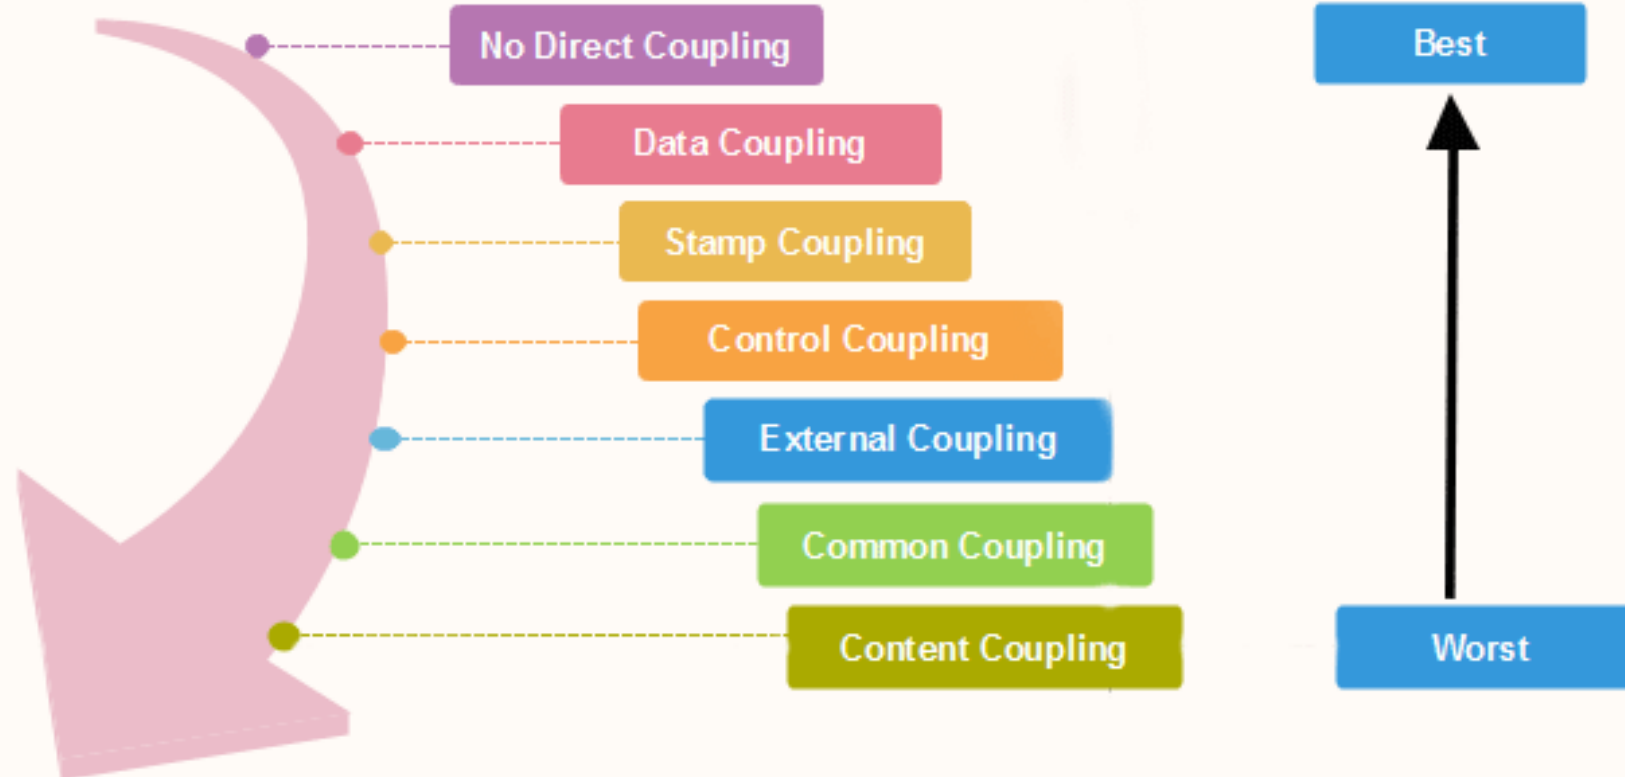 No Direct Coupling
Best
Data Coupling
Stamp Coupling
Control Coupling
External Coupling
Common Coupling
Content Coupling
Worst